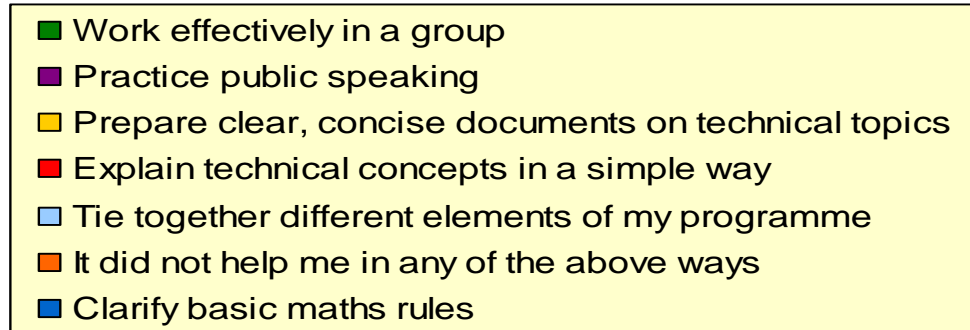 Work effectively in a group
Practice public speaking
Prepare clear, concise documents on technical topics
Explain technical concepts in a simple way
Tie together different elements of my programme
It did not help me in any of the above ways
Clarify basic maths rules